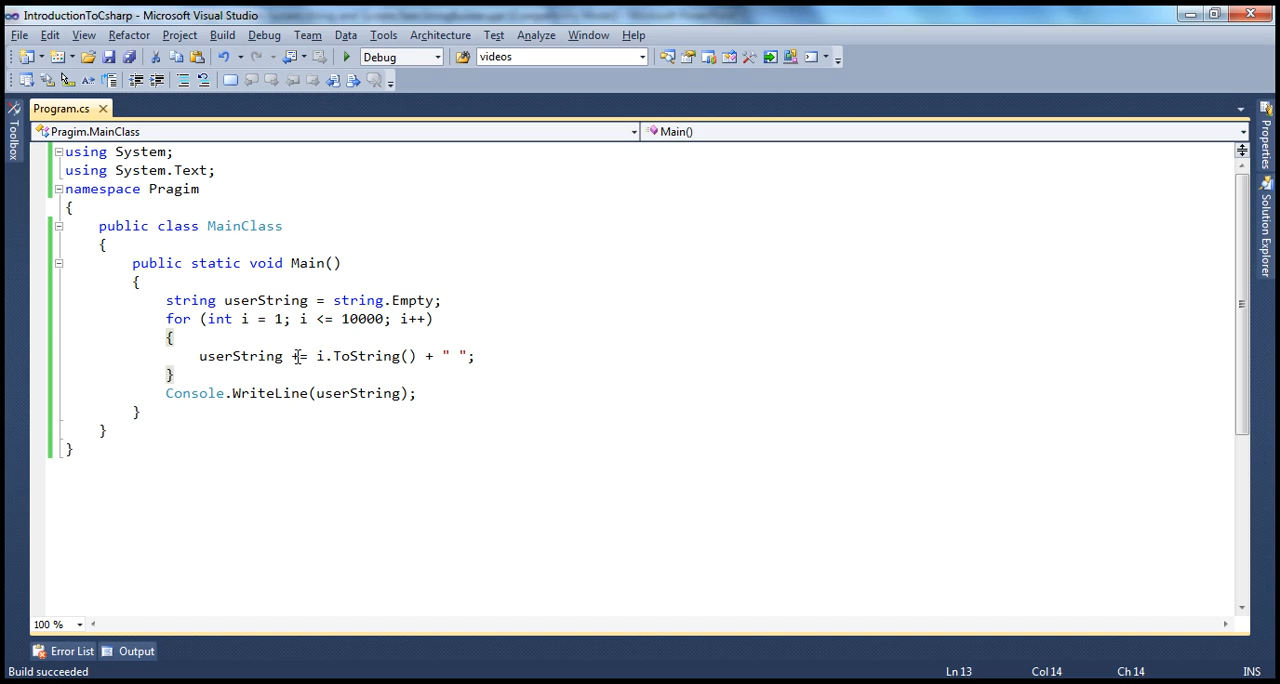 IntroductionToCsharp - Microsoft Visual Studio
File Edit View Refactor Project Build Debug Team Data Tools Architecture Test Analyze Window Help
Debug videos
Program.cs
Pragim.MainClass Main()
Toolbox
Properties
Solution Explorer
using System;
using System.Text;
namespace Pragim
{
public class MainClass
{
public static void Main()
{
string userString = string.Empty;
for (int i = 1; i <= 10000; i++)
{
userString += i.ToString() + " ";
}
Console.WriteLine(userString);
}
}
}
100 %
Error List Output
Build succeeded Ln 13 Col 14 Ch 14 INS